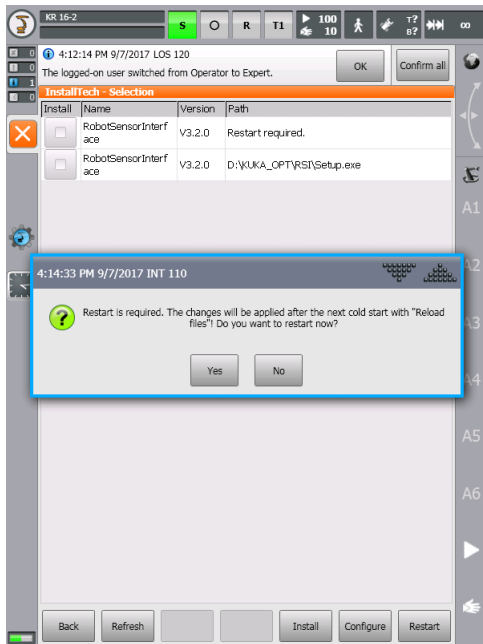 KR 16-2
S
O
R
T1
100
10
T?
B?
∞
0
0
1
0
4:12:14 PM 9/7/2017 LOS 120
The logged-on user switched from Operator to Expert.
OK
Confirm all
InstallTech - Selection
Install Name Version Path
RobotSensorInterf
ace
V3.2.0
Restart required.
RobotSensorInterf
ace
V3.2.0
D:\KUKA_OPT\RSI\Setup.exe
A1
A2
4:14:33 PM 9/7/2017 INT 110
Restart is required. The changes will be applied after the next cold start with "Reload
files"! Do you want to restart now?
A3
Yes
No
A4
A5
A6
Back
Refresh
Install
Configure
Restart